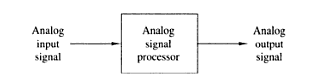 Analog
input
signal
Analog
signal
processor
Analog
output
signal